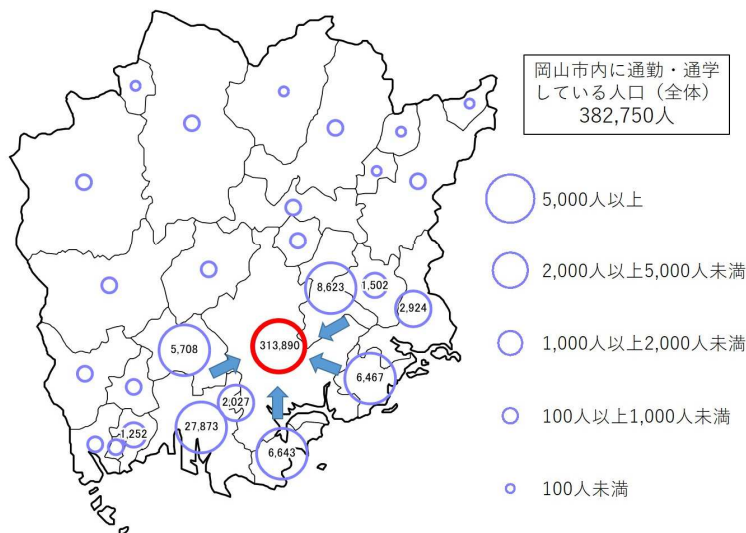 岡山市内に通勤・通学
している人口（全体）
382,750人
5,000人以上
2,000人以上5,000人未満
1,000人以上2,000人未満
100人以上1,000人未満
100人未満
8,623
1,502
2,924
313,890
5,708
6,467
2,027
27,873
1,252
6,643